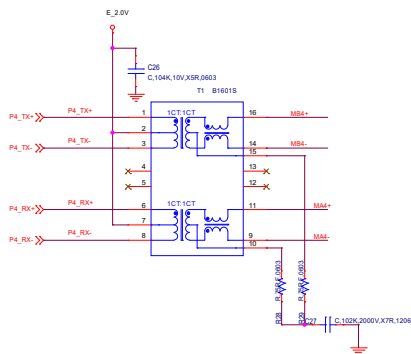 E_2.0V
C26
C,104K,10V,X5R,0603
T1 B1601S
P4_TX+ P4_TX+ 1 1CT:1CT 16 MB4+
2
P4_TX- P4_TX- 3 14 MB4-
15
4 13
5 12
P4_RX+ P4_RX+ 6 1CT:1CT 11 MA4+
7
P4_RX- P4_RX- 8 9 MA4-
10
R28
R29
C27 C,102K,2000V,X7R,1206